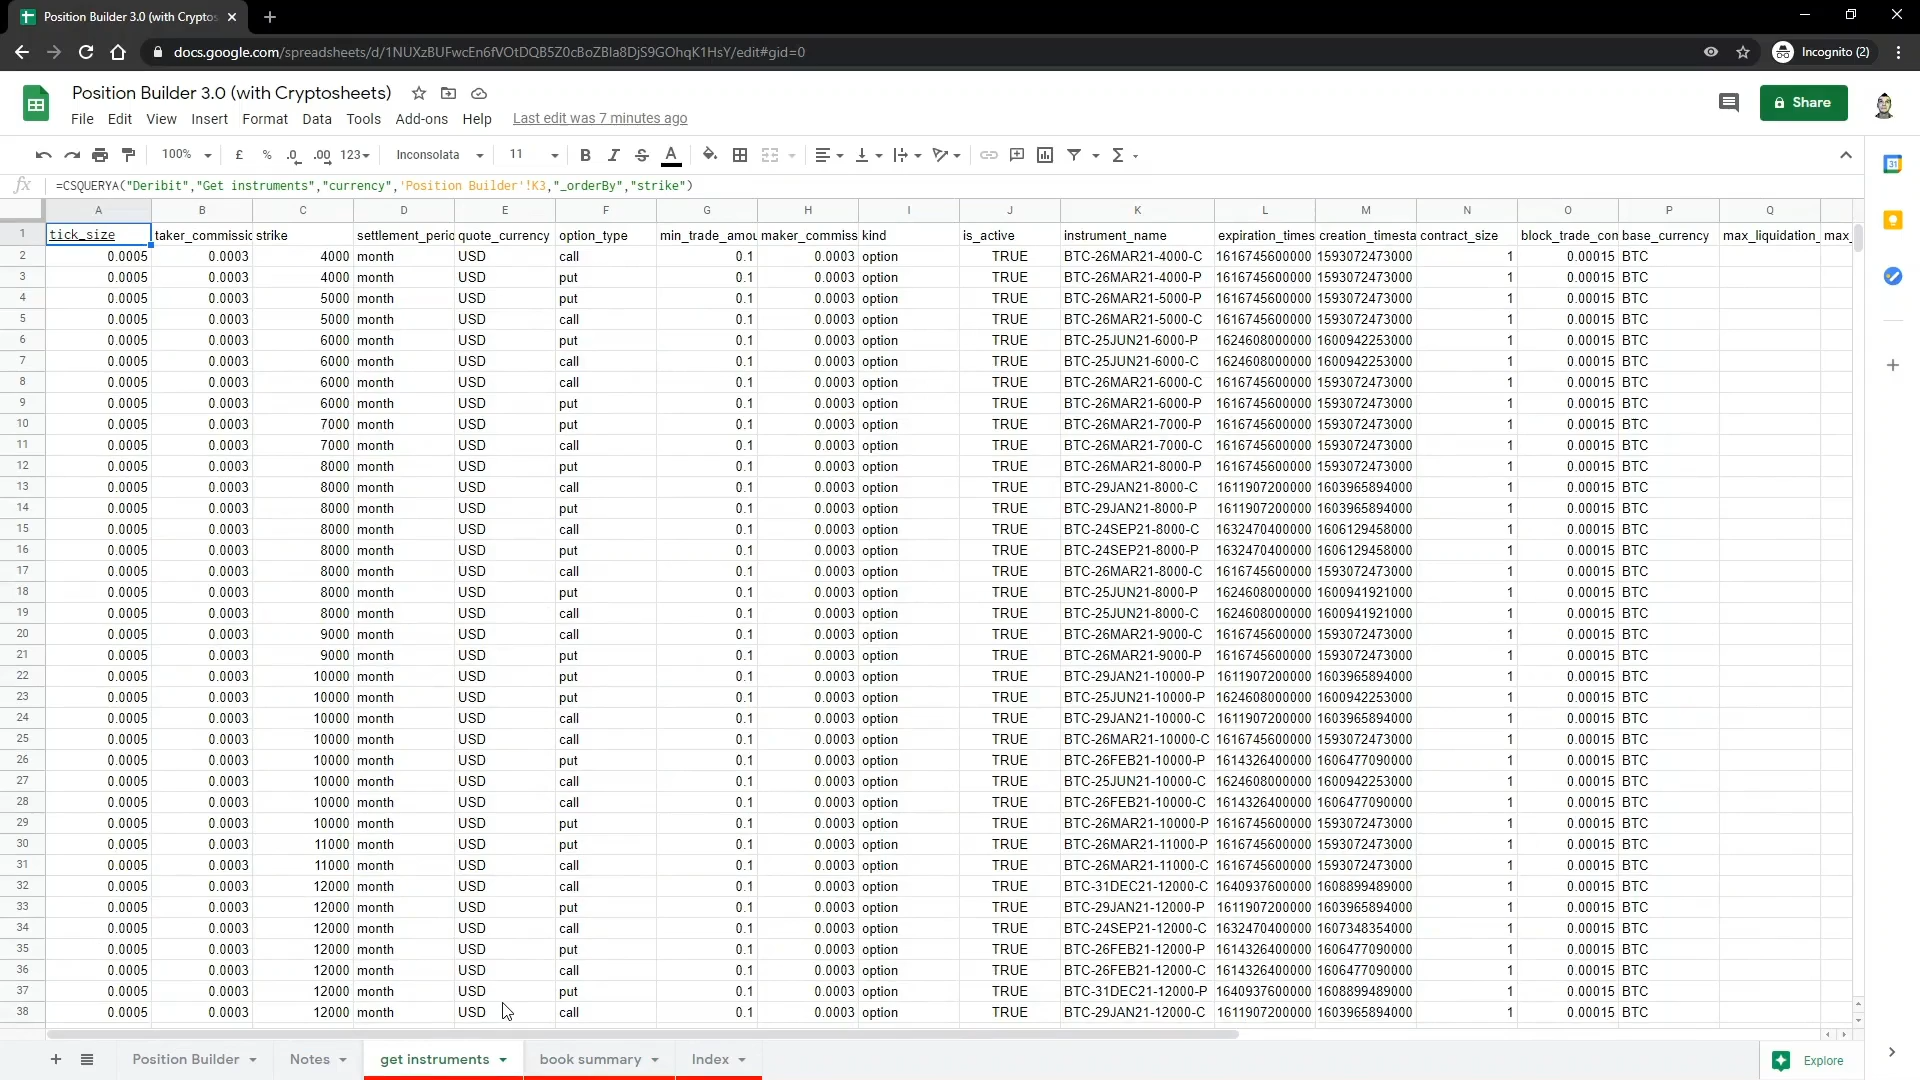 Position Builder 3.0 (with Cryptos
docs.google.com/spreadsheets/d/1NUXzBUFwcEn6fVOtDQB5Z0cBoZBla8DjS9GOhqK1HsY/edit#gid=0
Incognito (2)
Position Builder 3.0 (with Cryptosheets)
Share
File Edit View Insert Format Data Tools Add-ons Help Last edit was 7 minutes ago
100% £ % .0 .00 123 Inconsolata 11 B I S A Σ
fx =CSQUERYA("Deribit","Get instruments","currency",'Position Builder'!K3,"_orderBy","strike")
A B C D E F G H I J K L M N O P Q
1 tick_size taker_commissic strike settlement_perio quote_currency option_type min_trade_amou maker_commiss kind is_active instrument_name expiration_times creation_timesta contract_size block_trade_con base_currency max_liquidation_ max_
2 0.0005 0.0003 4000 month USD call 0.1 0.0003 option TRUE BTC-26MAR21-4000-C 1616745600000 1593072473000 1 0.00015 BTC
3 0.0005 0.0003 4000 month USD put 0.1 0.0003 option TRUE BTC-26MAR21-4000-P 1616745600000 1593072473000 1 0.00015 BTC
4 0.0005 0.0003 5000 month USD put 0.1 0.0003 option TRUE BTC-26MAR21-5000-P 1616745600000 1593072473000 1 0.00015 BTC
5 0.0005 0.0003 5000 month USD call 0.1 0.0003 option TRUE BTC-26MAR21-5000-C 1616745600000 1593072473000 1 0.00015 BTC
6 0.0005 0.0003 6000 month USD put 0.1 0.0003 option TRUE BTC-25JUN21-6000-P 1624608000000 1600942253000 1 0.00015 BTC
7 0.0005 0.0003 6000 month USD call 0.1 0.0003 option TRUE BTC-25JUN21-6000-C 1624608000000 1600942253000 1 0.00015 BTC
8 0.0005 0.0003 6000 month USD call 0.1 0.0003 option TRUE BTC-26MAR21-6000-C 1616745600000 1593072473000 1 0.00015 BTC
9 0.0005 0.0003 6000 month USD put 0.1 0.0003 option TRUE BTC-26MAR21-6000-P 1616745600000 1593072473000 1 0.00015 BTC
10 0.0005 0.0003 7000 month USD put 0.1 0.0003 option TRUE BTC-26MAR21-7000-P 1616745600000 1593072473000 1 0.00015 BTC
11 0.0005 0.0003 7000 month USD call 0.1 0.0003 option TRUE BTC-26MAR21-7000-C 1616745600000 1593072473000 1 0.00015 BTC
12 0.0005 0.0003 8000 month USD put 0.1 0.0003 option TRUE BTC-26MAR21-8000-P 1616745600000 1593072473000 1 0.00015 BTC
13 0.0005 0.0003 8000 month USD call 0.1 0.0003 option TRUE BTC-29JAN21-8000-C 1611907200000 1603965894000 1 0.00015 BTC
14 0.0005 0.0003 8000 month USD put 0.1 0.0003 option TRUE BTC-29JAN21-8000-P 1611907200000 1603965894000 1 0.00015 BTC
15 0.0005 0.0003 8000 month USD call 0.1 0.0003 option TRUE BTC-24SEP21-8000-C 1632470400000 1606129458000 1 0.00015 BTC
16 0.0005 0.0003 8000 month USD put 0.1 0.0003 option TRUE BTC-24SEP21-8000-P 1632470400000 1606129458000 1 0.00015 BTC
17 0.0005 0.0003 8000 month USD call 0.1 0.0003 option TRUE BTC-26MAR21-8000-C 1616745600000 1593072473000 1 0.00015 BTC
18 0.0005 0.0003 8000 month USD put 0.1 0.0003 option TRUE BTC-25JUN21-8000-P 1624608000000 1600941921000 1 0.00015 BTC
19 0.0005 0.0003 8000 month USD call 0.1 0.0003 option TRUE BTC-25JUN21-8000-C 1624608000000 1600941921000 1 0.00015 BTC
20 0.0005 0.0003 9000 month USD call 0.1 0.0003 option TRUE BTC-26MAR21-9000-C 1616745600000 1593072473000 1 0.00015 BTC
21 0.0005 0.0003 9000 month USD put 0.1 0.0003 option TRUE BTC-26MAR21-9000-P 1616745600000 1593072473000 1 0.00015 BTC
22 0.0005 0.0003 10000 month USD put 0.1 0.0003 option TRUE BTC-29JAN21-10000-P 1611907200000 1603965894000 1 0.00015 BTC
23 0.0005 0.0003 10000 month USD put 0.1 0.0003 option TRUE BTC-25JUN21-10000-P 1624608000000 1600942253000 1 0.00015 BTC
24 0.0005 0.0003 10000 month USD call 0.1 0.0003 option TRUE BTC-29JAN21-10000-C 1611907200000 1603965894000 1 0.00015 BTC
25 0.0005 0.0003 10000 month USD call 0.1 0.0003 option TRUE BTC-26MAR21-10000-C 1616745600000 1593072473000 1 0.00015 BTC
26 0.0005 0.0003 10000 month USD put 0.1 0.0003 option TRUE BTC-26FEB21-10000-P 1614326400000 1606477090000 1 0.00015 BTC
27 0.0005 0.0003 10000 month USD call 0.1 0.0003 option TRUE BTC-25JUN21-10000-C 1624608000000 1600942253000 1 0.00015 BTC
28 0.0005 0.0003 10000 month USD call 0.1 0.0003 option TRUE BTC-26FEB21-10000-C 1614326400000 1606477090000 1 0.00015 BTC
29 0.0005 0.0003 10000 month USD put 0.1 0.0003 option TRUE BTC-26MAR21-10000-P 1616745600000 1593072473000 1 0.00015 BTC
30 0.0005 0.0003 11000 month USD put 0.1 0.0003 option TRUE BTC-26MAR21-11000-P 1616745600000 1593072473000 1 0.00015 BTC
31 0.0005 0.0003 11000 month USD call 0.1 0.0003 option TRUE BTC-26MAR21-11000-C 1616745600000 1593072473000 1 0.00015 BTC
32 0.0005 0.0003 12000 month USD call 0.1 0.0003 option TRUE BTC-31DEC21-12000-C 1640937600000 1608899489000 1 0.00015 BTC
33 0.0005 0.0003 12000 month USD put 0.1 0.0003 option TRUE BTC-29JAN21-12000-P 1611907200000 1603965894000 1 0.00015 BTC
34 0.0005 0.0003 12000 month USD call 0.1 0.0003 option TRUE BTC-24SEP21-12000-C 1632470400000 1607348354000 1 0.00015 BTC
35 0.0005 0.0003 12000 month USD put 0.1 0.0003 option TRUE BTC-26FEB21-12000-P 1614326400000 1606477090000 1 0.00015 BTC
36 0.0005 0.0003 12000 month USD call 0.1 0.0003 option TRUE BTC-26FEB21-12000-C 1614326400000 1606477090000 1 0.00015 BTC
37 0.0005 0.0003 12000 month USD put 0.1 0.0003 option TRUE BTC-31DEC21-12000-P 1640937600000 1608899489000 1 0.00015 BTC
38 0.0005 0.0003 12000 month USD call 0.1 0.0003 option TRUE BTC-29JAN21-12000-C 1611907200000 1603965894000 1 0.00015 BTC
Position Builder Notes get instruments book summary Index Explore
31